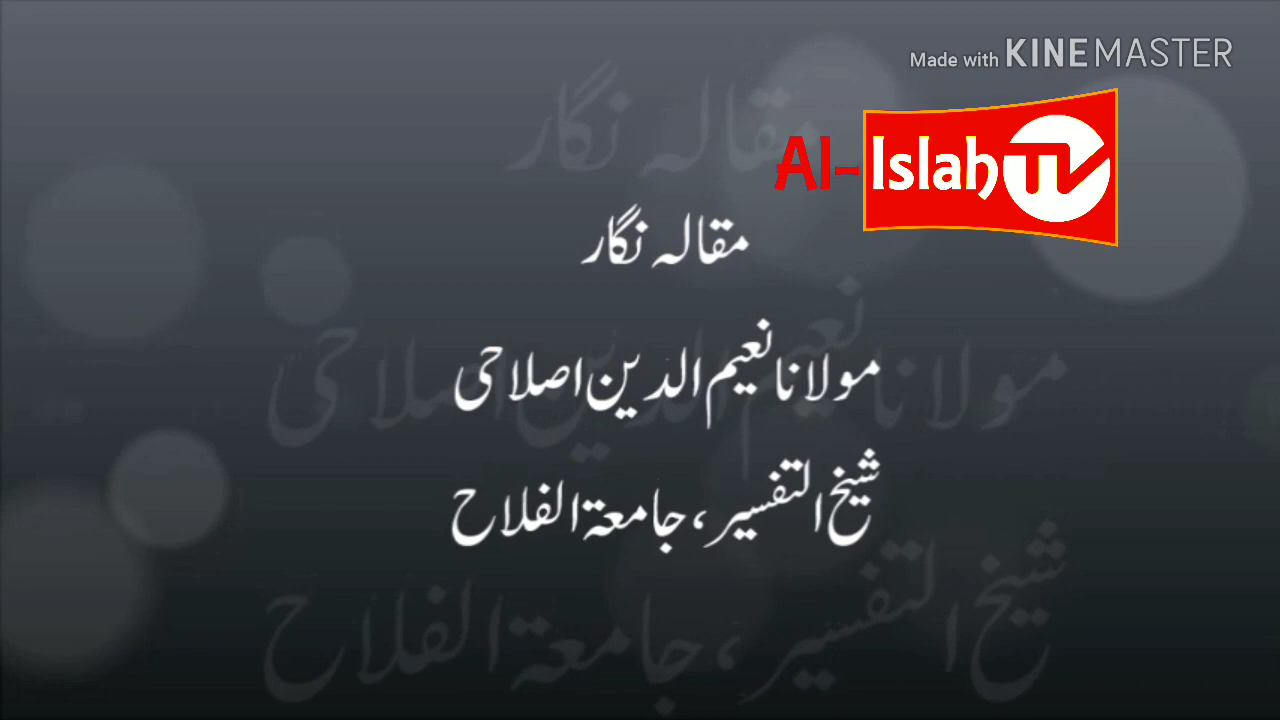 Made with KINEMASTER
Al-Islah TV
مقالہ نگار
مولانا نعیم الدین اصلاحی
شیخ التفسیر، جامعۃ الفلاح